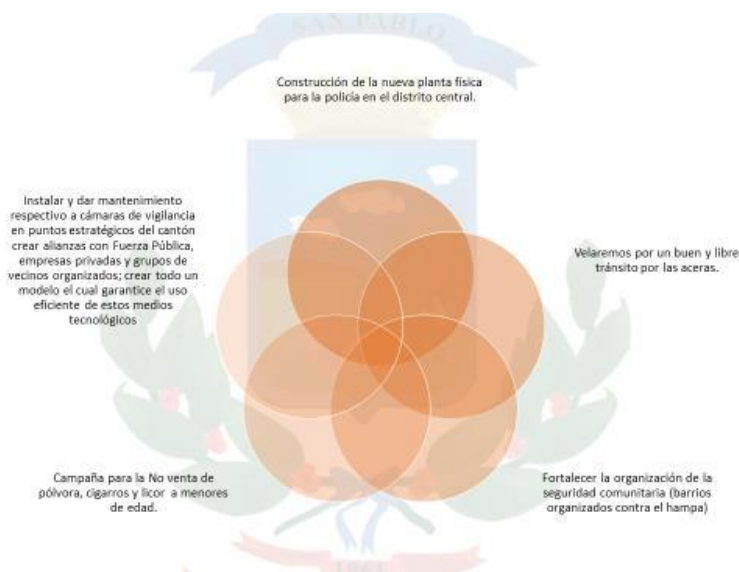 SAN PABLO
Construcción de la nueva planta física
para la policía en el distrito central.
Instalar y dar mantenimiento
respectivo a cámaras de vigilancia
en puntos estratégicos del cantón
crear alianzas con Fuerza Pública,
empresas privadas y grupos de
vecinos organizados; crear todo un
modelo el cual garantice el uso
eficiente de estos medios
tecnológicos
Velaremos por un buen y libre
tránsito por las aceras.
Campaña para la No venta de
pólvora, cigarros y licor a menores
de edad.
Fortalecer la organización de la
seguridad comunitaria (barrios
organizados contra el hampa)
1961